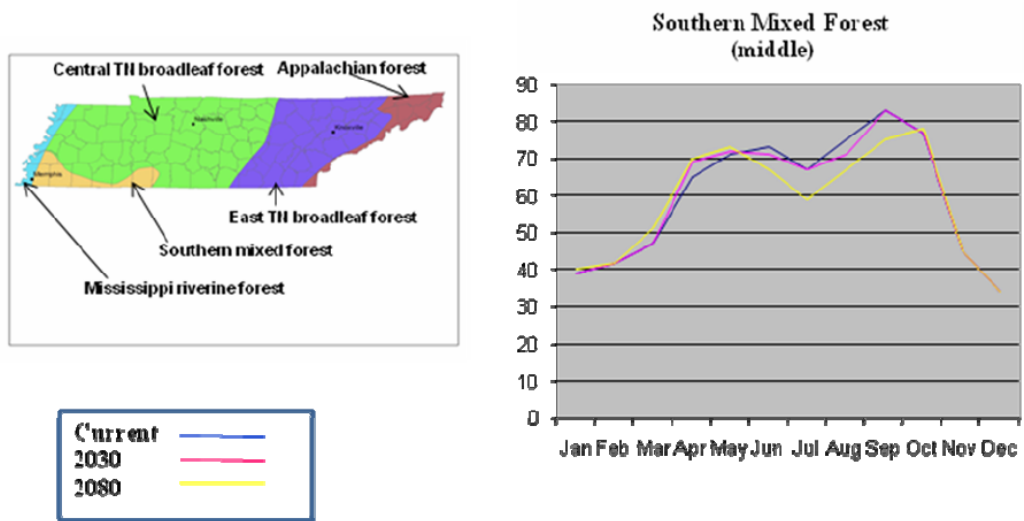 Central TN broadleaf forest
Appalachian forest
Nashville
Knoxville
Memphis
East TN broadleaf forest
Southern mixed forest
Mississippi riverine forest
Current
2030
2080
Southern Mixed Forest
(middle)
90
80
70
60
50
40
30
20
10
0
Jan Feb Mar Apr May Jun Jul Aug Sep Oct Nov Dec